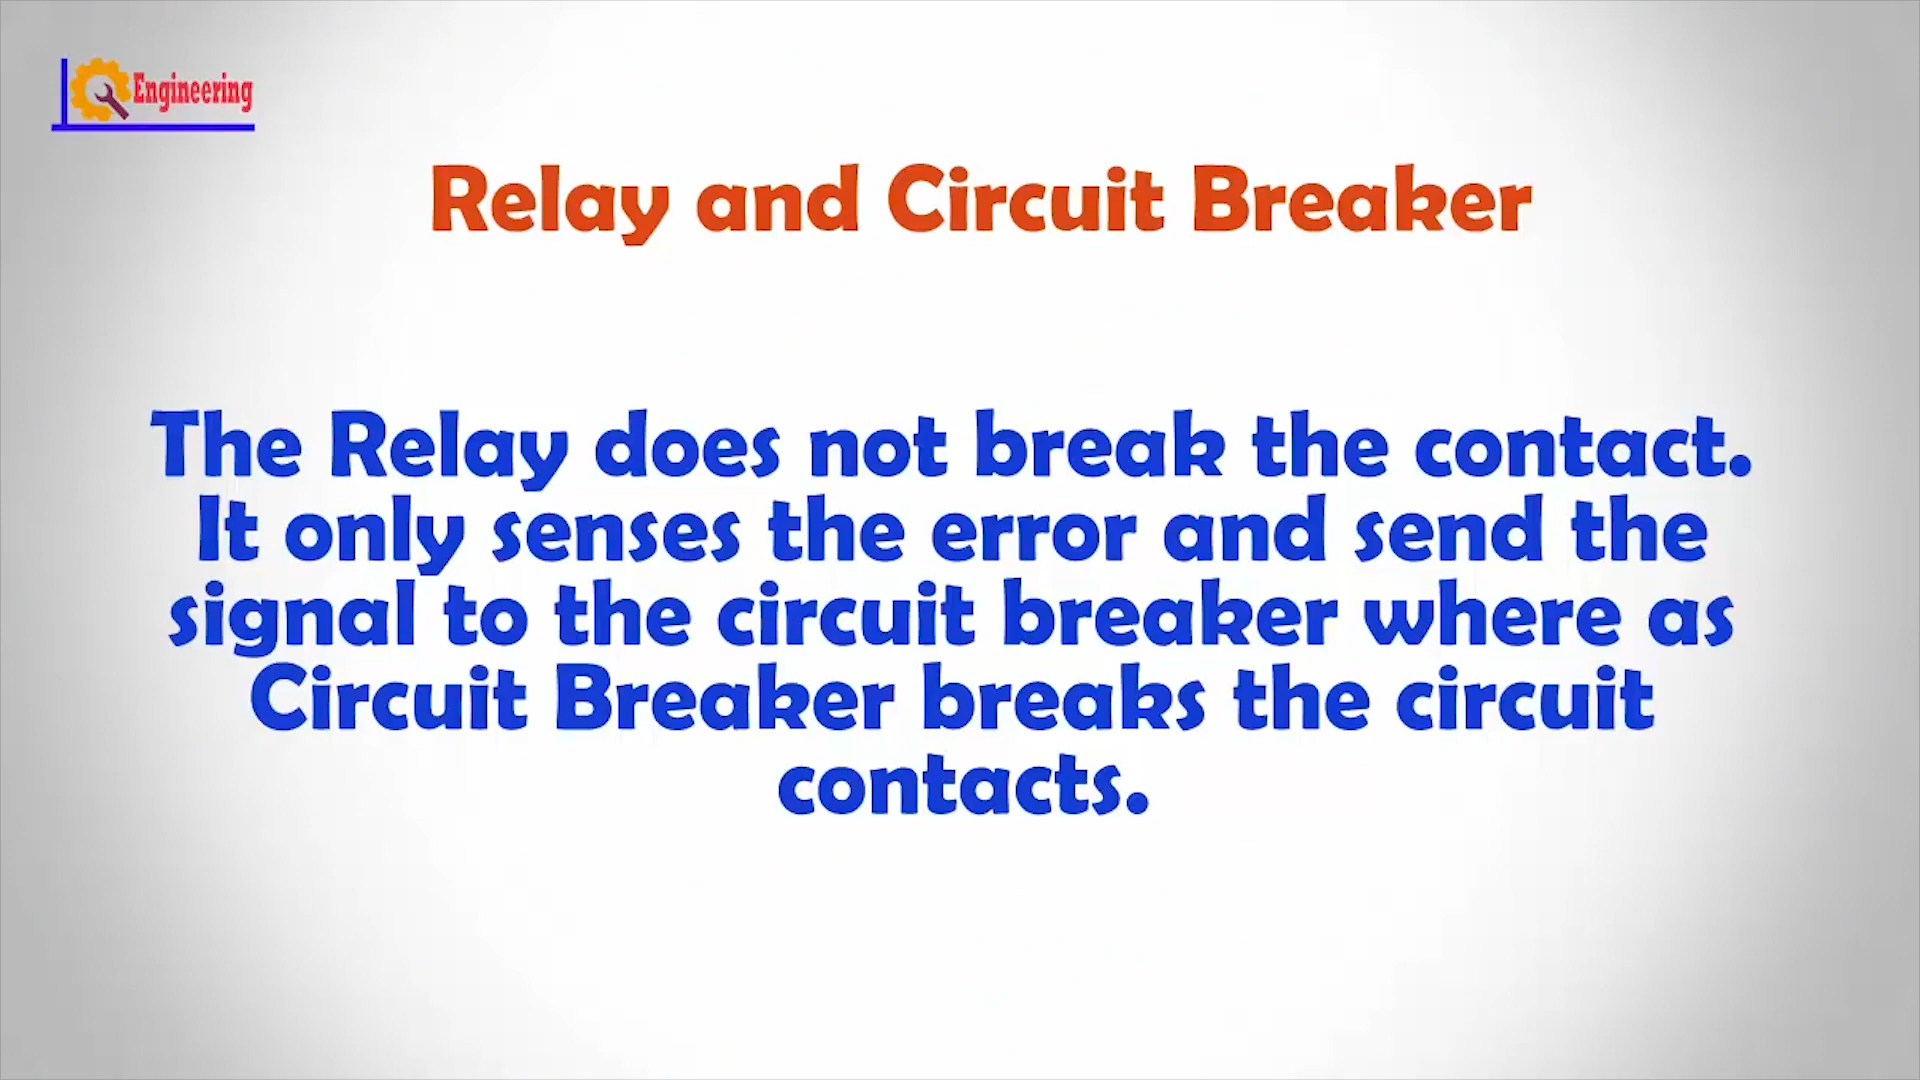 Engineering
Relay and Circuit Breaker
The Relay does not break the contact.
It only senses the error and send the
signal to the circuit breaker where as
Circuit Breaker breaks the circuit
contacts.